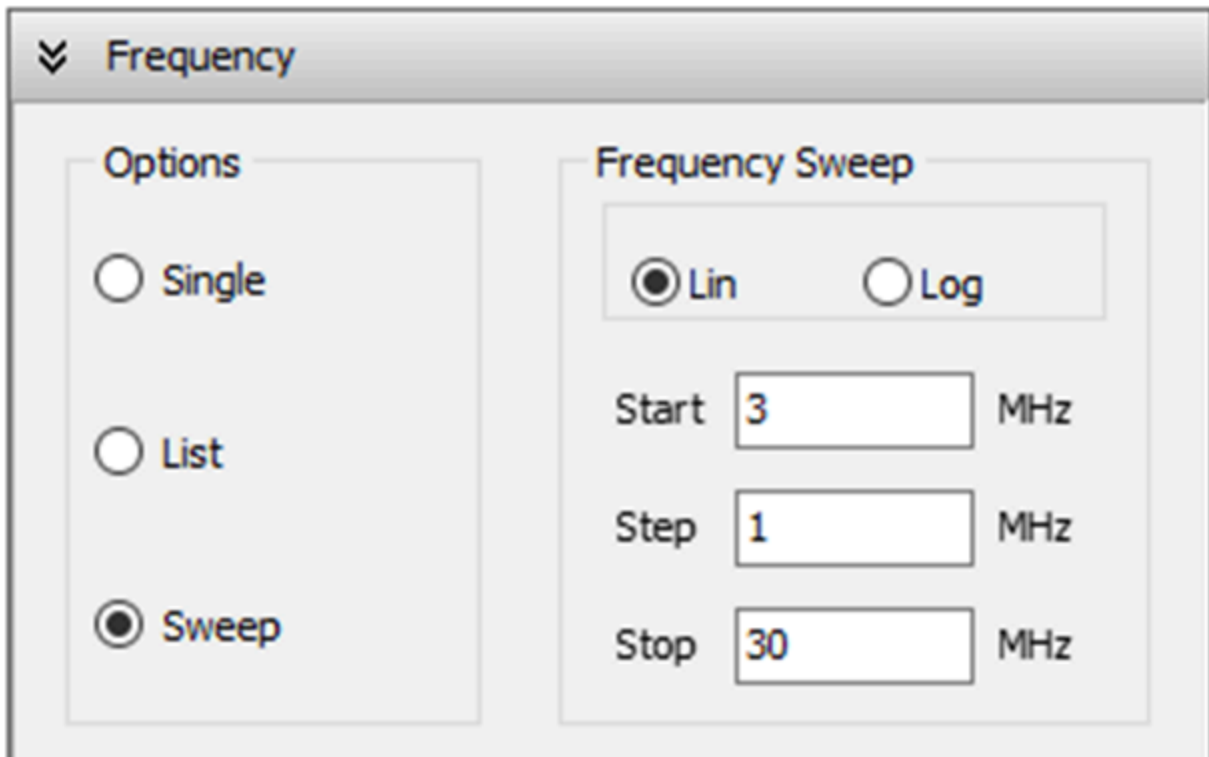 Frequency
Options
Single
List
Sweep
Frequency Sweep
Lin Log
Start 3 MHz
Step 1 MHz
Stop 30 MHz